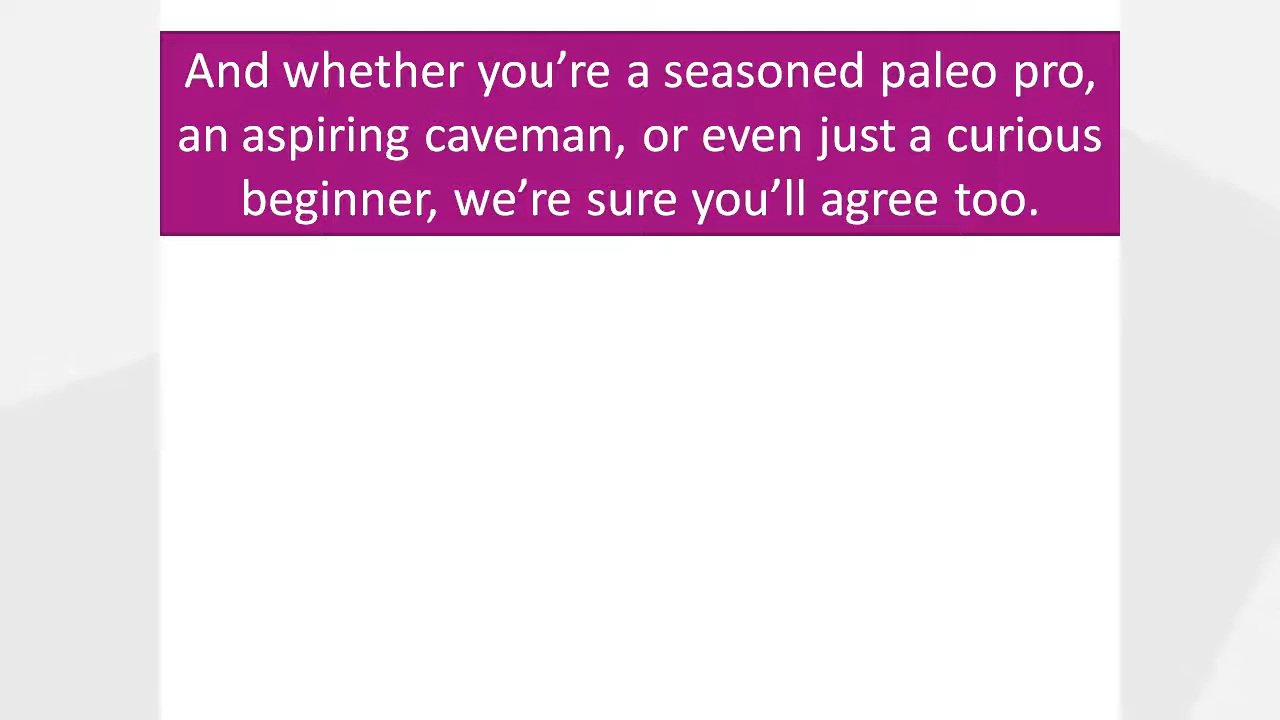 And whether you’re a seasoned paleo pro,
an aspiring caveman, or even just a curious
beginner, we’re sure you’ll agree too.